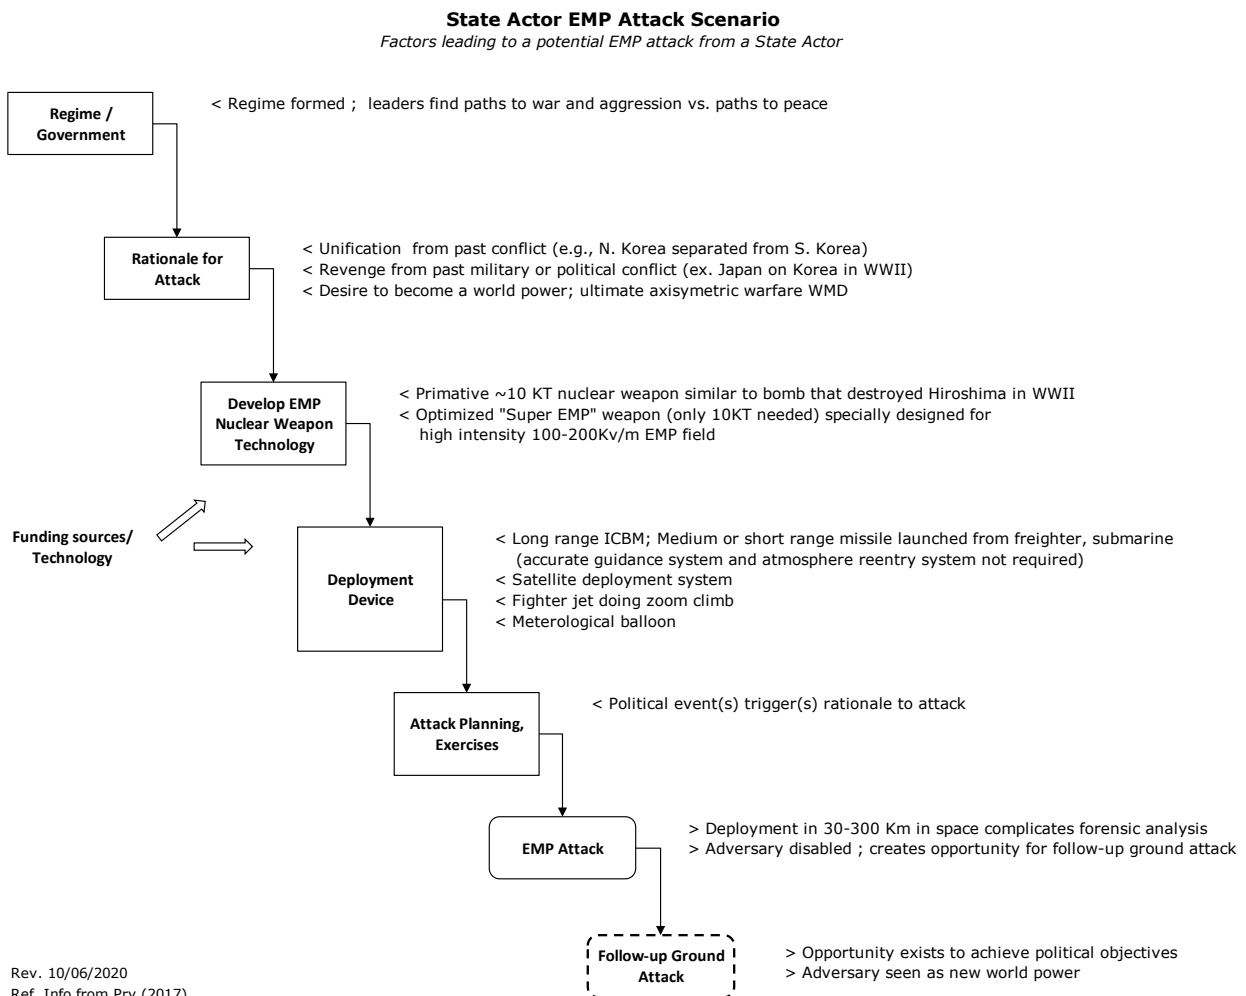 State Actor EMP Attack Scenario
Factors leading to a potential EMP attack from a State Actor
Regime /
Government
< Regime formed ; leaders find paths to war and aggression vs. paths to peace
Rationale for
Attack
< Unification from past conflict (e.g., N. Korea separated from S. Korea)
< Revenge from past military or political conflict (ex. Japan on Korea in WWII)
< Desire to become a world power; ultimate axisymetric warfare WMD
Develop EMP
Nuclear Weapon
Technology
< Primative ~10 KT nuclear weapon similar to bomb that destroyed Hiroshima in WWII
< Optimized "Super EMP" weapon (only 10KT needed) specially designed for
high intensity 100-200Kv/m EMP field
Funding sources/
Technology
Deployment
Device
< Long range ICBM; Medium or short range missile launched from freighter, submarine
(accurate guidance system and atmosphere reentry system not required)
< Satellite deployment system
< Fighter jet doing zoom climb
< Meterological balloon
Attack Planning,
Exercises
< Political event(s) trigger(s) rationale to attack
EMP Attack
> Deployment in 30-300 Km in space complicates forensic analysis
> Adversary disabled ; creates opportunity for follow-up ground attack
Follow-up Ground
Attack
> Opportunity exists to achieve political objectives
> Adversary seen as new world power
Rev. 10/06/2020
Ref. Info from Pry (2017)